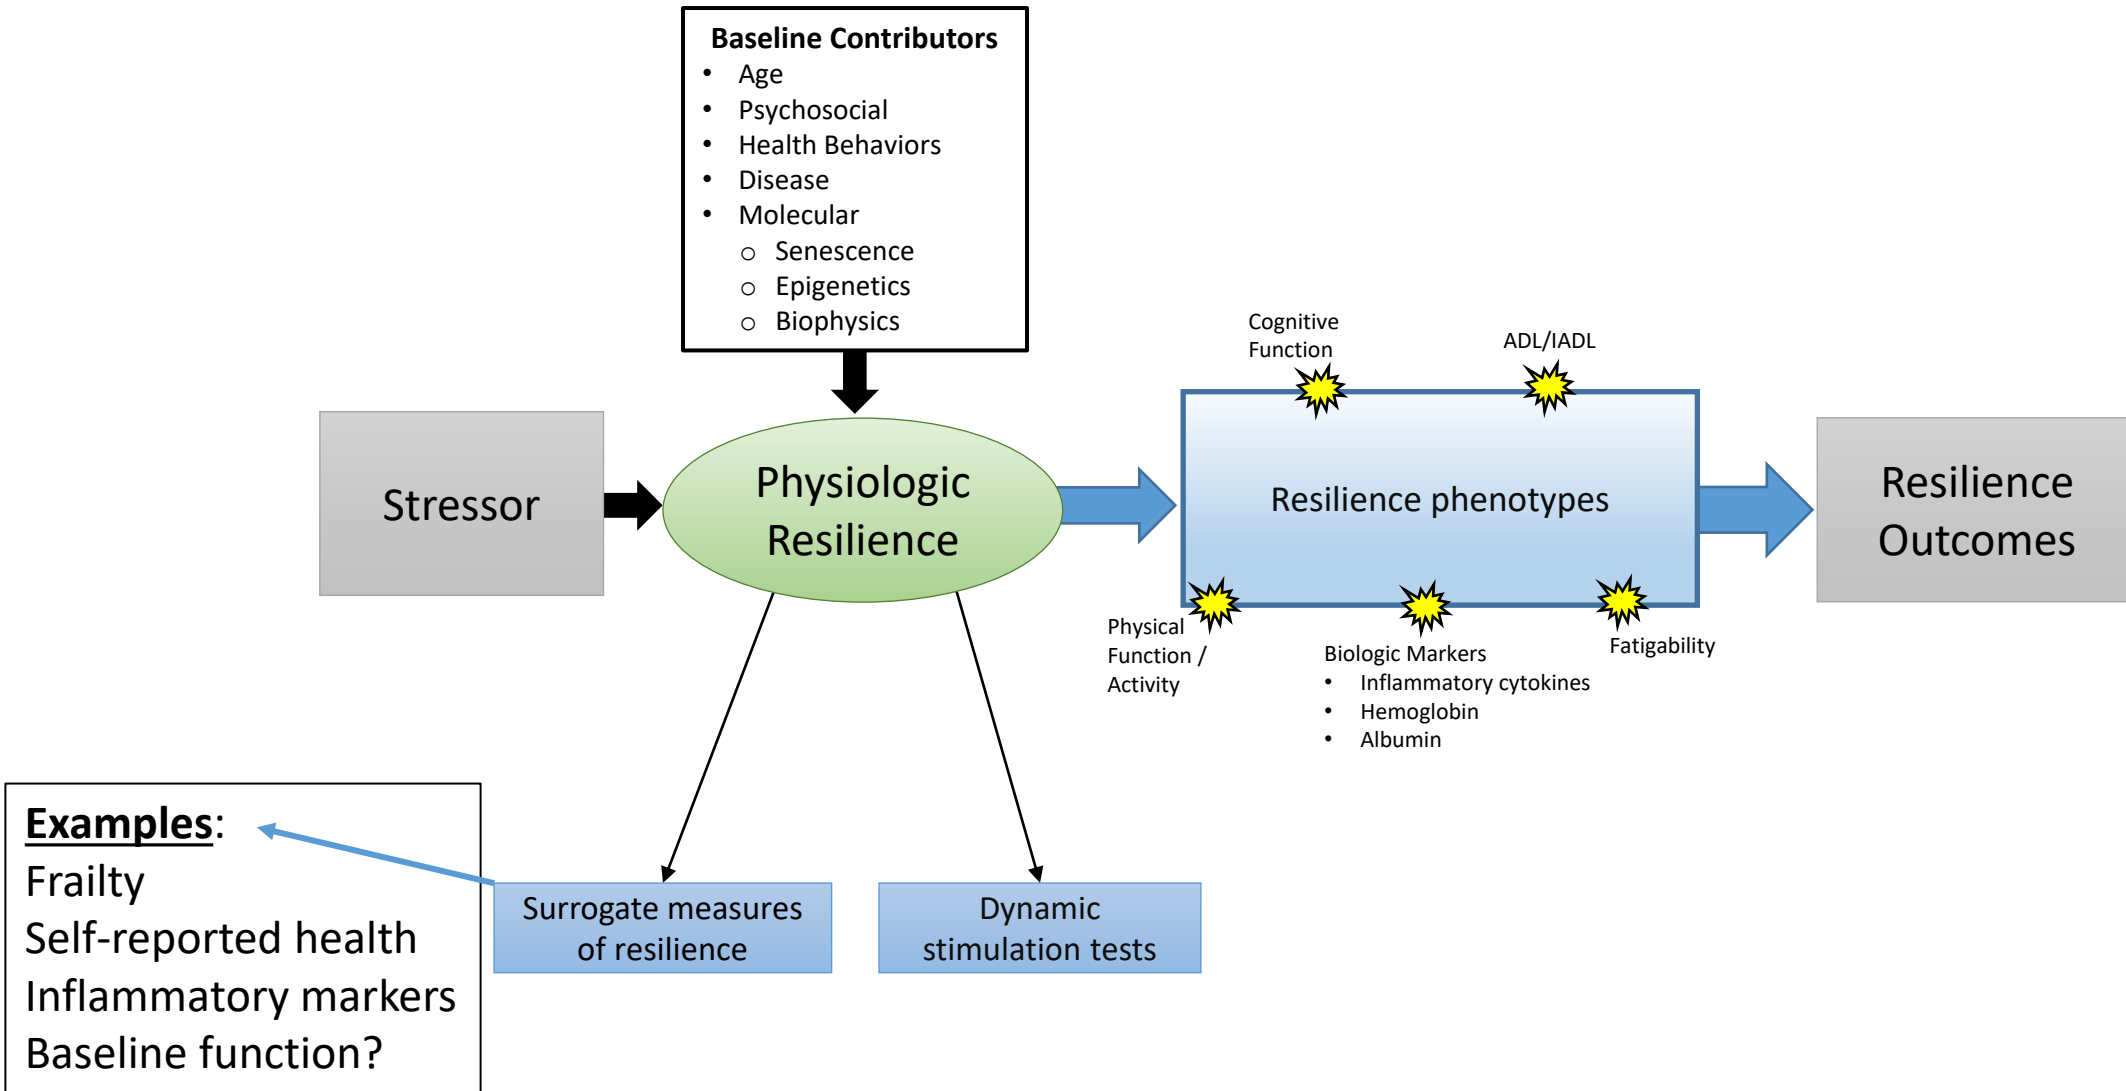 Baseline Contributors
• Age
• Psychosocial
• Health Behaviors
• Disease
• Molecular
o Senescence
o Epigenetics
o Biophysics
Stressor
Physiologic
Resilience
Cognitive
Function
ADL/IADL
Resilience phenotypes
Physical
Function /
Activity
Biologic Markers
• Inflammatory cytokines
• Hemoglobin
• Albumin
Fatigability
Resilience
Outcomes
Examples:
Frailty
Self-reported health
Inflammatory markers
Baseline function?
Surrogate measures
of resilience
Dynamic
stimulation tests